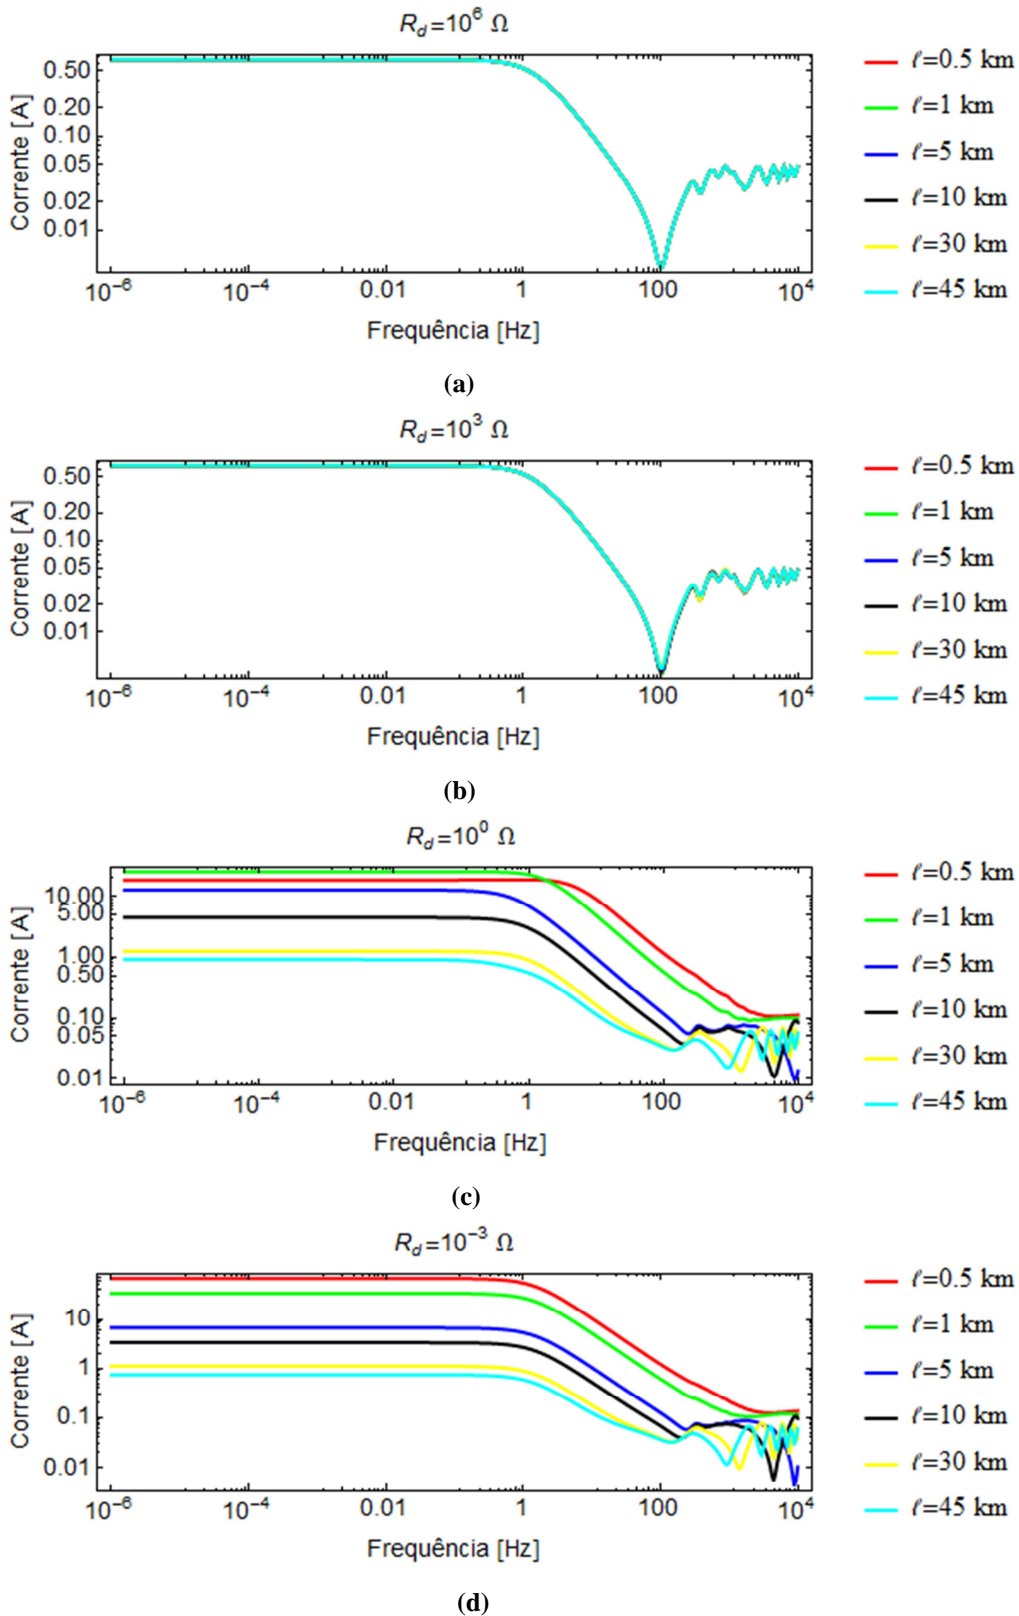 R_d=10^6 Ω
Corrente [A]
0.50
0.20
0.10
0.05
0.02
0.01
10^-6
10^-4
0.01
1
100
10^4
Frequência [Hz]
ℓ=0.5 km
ℓ=1 km
ℓ=5 km
ℓ=10 km
ℓ=30 km
ℓ=45 km
(a)
R_d=10^3 Ω
Corrente [A]
0.50
0.20
0.10
0.05
0.02
0.01
10^-6
10^-4
0.01
1
100
10^4
Frequência [Hz]
ℓ=0.5 km
ℓ=1 km
ℓ=5 km
ℓ=10 km
ℓ=30 km
ℓ=45 km
(b)
R_d=10^0 Ω
Corrente [A]
10.00
5.00
1.00
0.50
0.10
0.05
0.01
10^-6
10^-4
0.01
1
100
10^4
Frequência [Hz]
ℓ=0.5 km
ℓ=1 km
ℓ=5 km
ℓ=10 km
ℓ=30 km
ℓ=45 km
(c)
R_d=10^-3 Ω
Corrente [A]
10
1
0.1
0.01
10^-6
10^-4
0.01
1
100
10^4
Frequência [Hz]
ℓ=0.5 km
ℓ=1 km
ℓ=5 km
ℓ=10 km
ℓ=30 km
ℓ=45 km
(d)